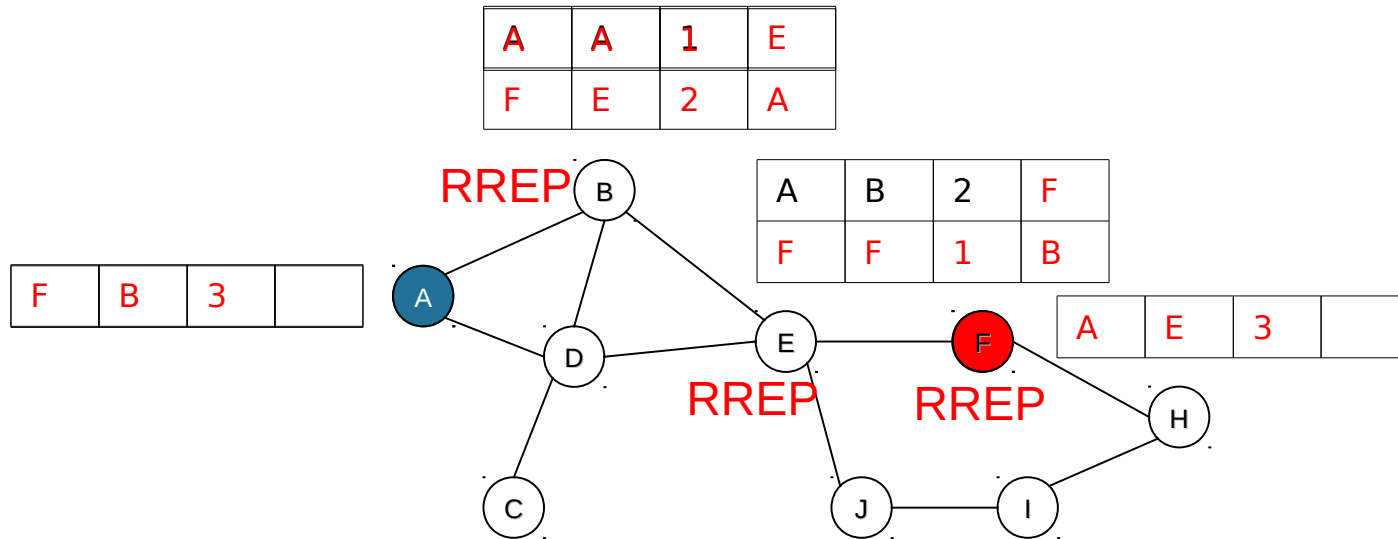 A A 1 E
F E 2 A
RREP
B
A B 2 F
F F 1 B
F B 3
A
A E 3
D
E
F
RREP
RREP
H
C
J
I